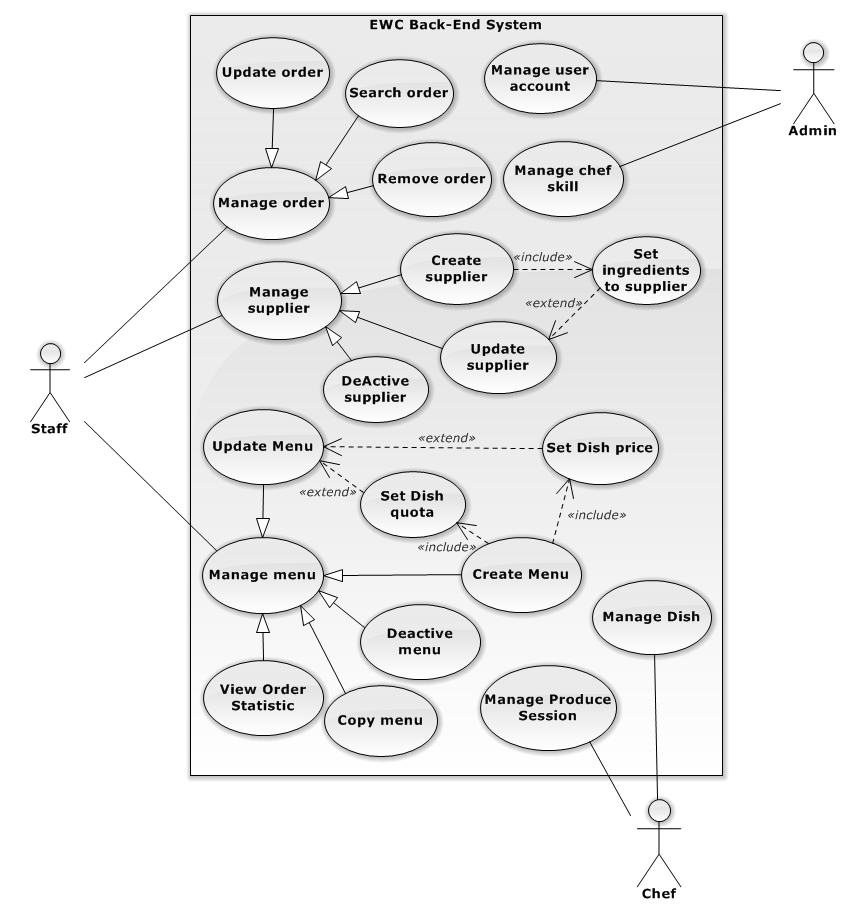 EWC Back-End System
Update order
Search order
Manage user
account
Admin
Manage order
Remove order
Manage chef
skill
Manage
supplier
Create
supplier
«include»
Set
ingredients
to supplier
«extend»
Update
supplier
DeActive
supplier
Staff
Update Menu
«extend»
Set Dish price
«extend»
Set Dish
quota
«include»
«include»
Manage menu
Create Menu
Deactive
menu
Manage Dish
View Order
Statistic
Copy menu
Manage Produce
Session
Chef